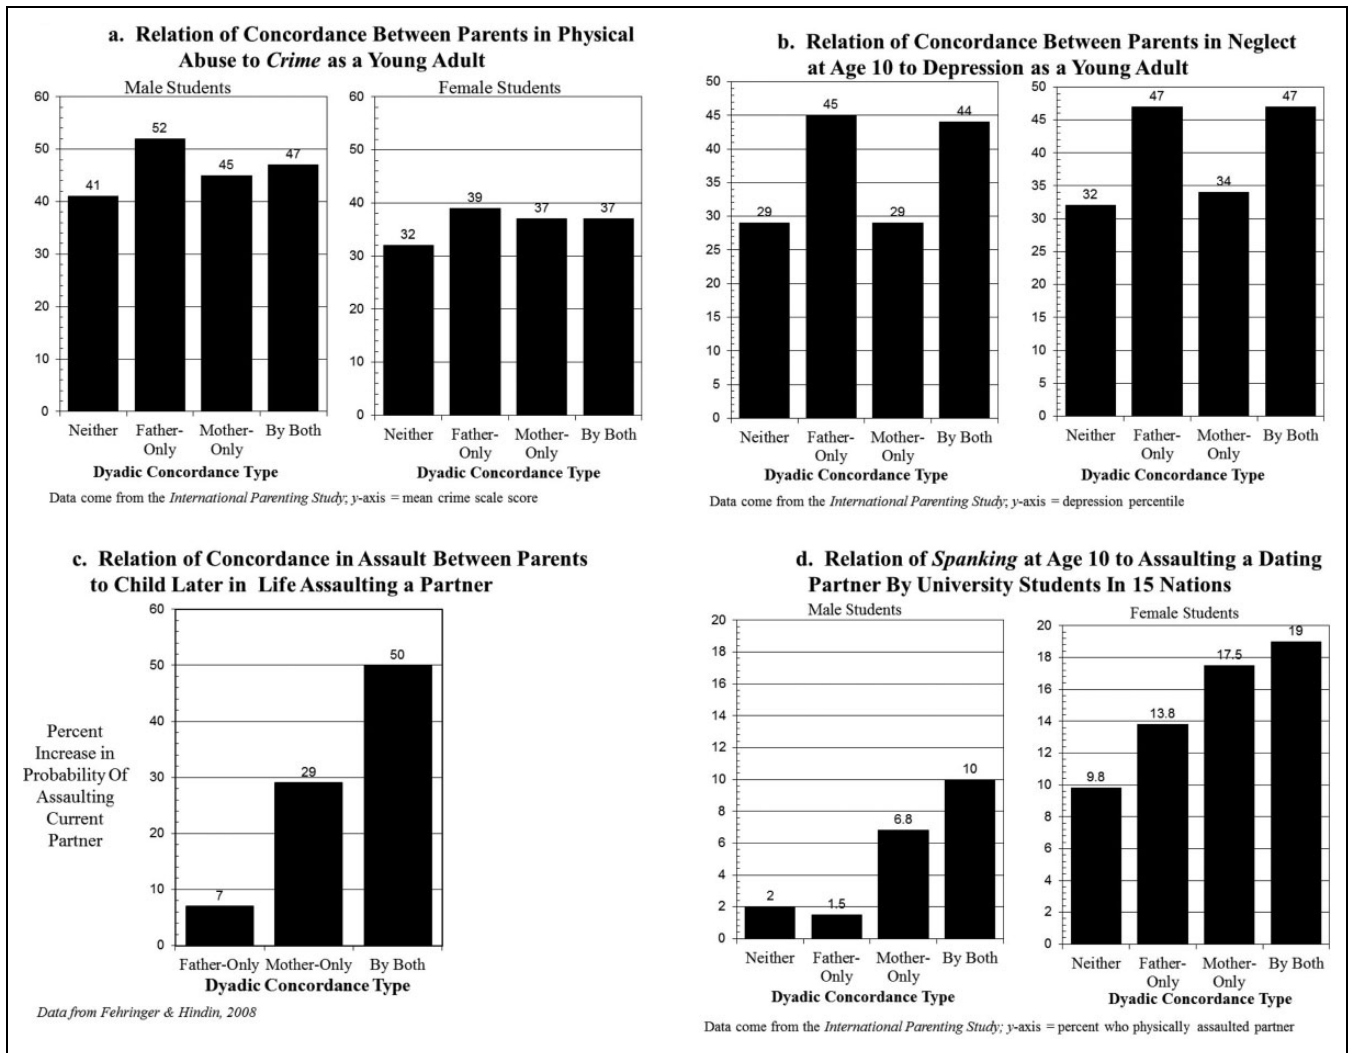 a. Relation of Concordance Between Parents in Physical
Abuse to Crime as a Young Adult
Male Students
60
50
40
30
20
10
0
41
52
45
47
Neither
Father-
Only
Mother-
Only
By Both
Dyadic Concordance Type
Female Students
60
50
40
30
20
10
0
32
39
37
37
Neither
Father-
Only
Mother-
Only
By Both
Dyadic Concordance Type
Data come from the International Parenting Study; y-axis = mean crime scale score
b. Relation of Concordance Between Parents in Neglect
at Age 10 to Depression as a Young Adult
50
45
40
35
30
25
20
15
10
5
0
29
45
29
44
Neither
Father-
Only
Mother-
Only
By Both
Dyadic Concordance Type
50
45
40
35
30
25
20
15
10
5
0
32
47
34
47
Neither
Father-
Only
Mother-
Only
By Both
Dyadic Concordance Type
Data come from the International Parenting Study; y-axis = depression percentile
c. Relation of Concordance in Assault Between Parents
to Child Later in Life Assaulting a Partner
Percent
Increase in
Probability Of
Assaulting
Current
Partner
60
50
40
30
20
10
0
7
29
50
Father-Only
Mother-Only
By Both
Dyadic Concordance Type
Data from Fehringer & Hindin, 2008
d. Relation of Spanking at Age 10 to Assaulting a Dating
Partner By University Students In 15 Nations
Male Students
20
18
16
14
12
10
8
6
4
2
0
2
1.5
6.8
10
Neither
Father-
Only
Mother-
Only
By Both
Dyadic Concordance Type
Female Students
20
18
16
14
12
10
8
6
4
2
0
9.8
13.8
17.5
19
Neither
Father-
Only
Mother-
Only
By Both
Dyadic Concordance Type
Data come from the International Parenting Study; y-axis = percent who physically assaulted partner